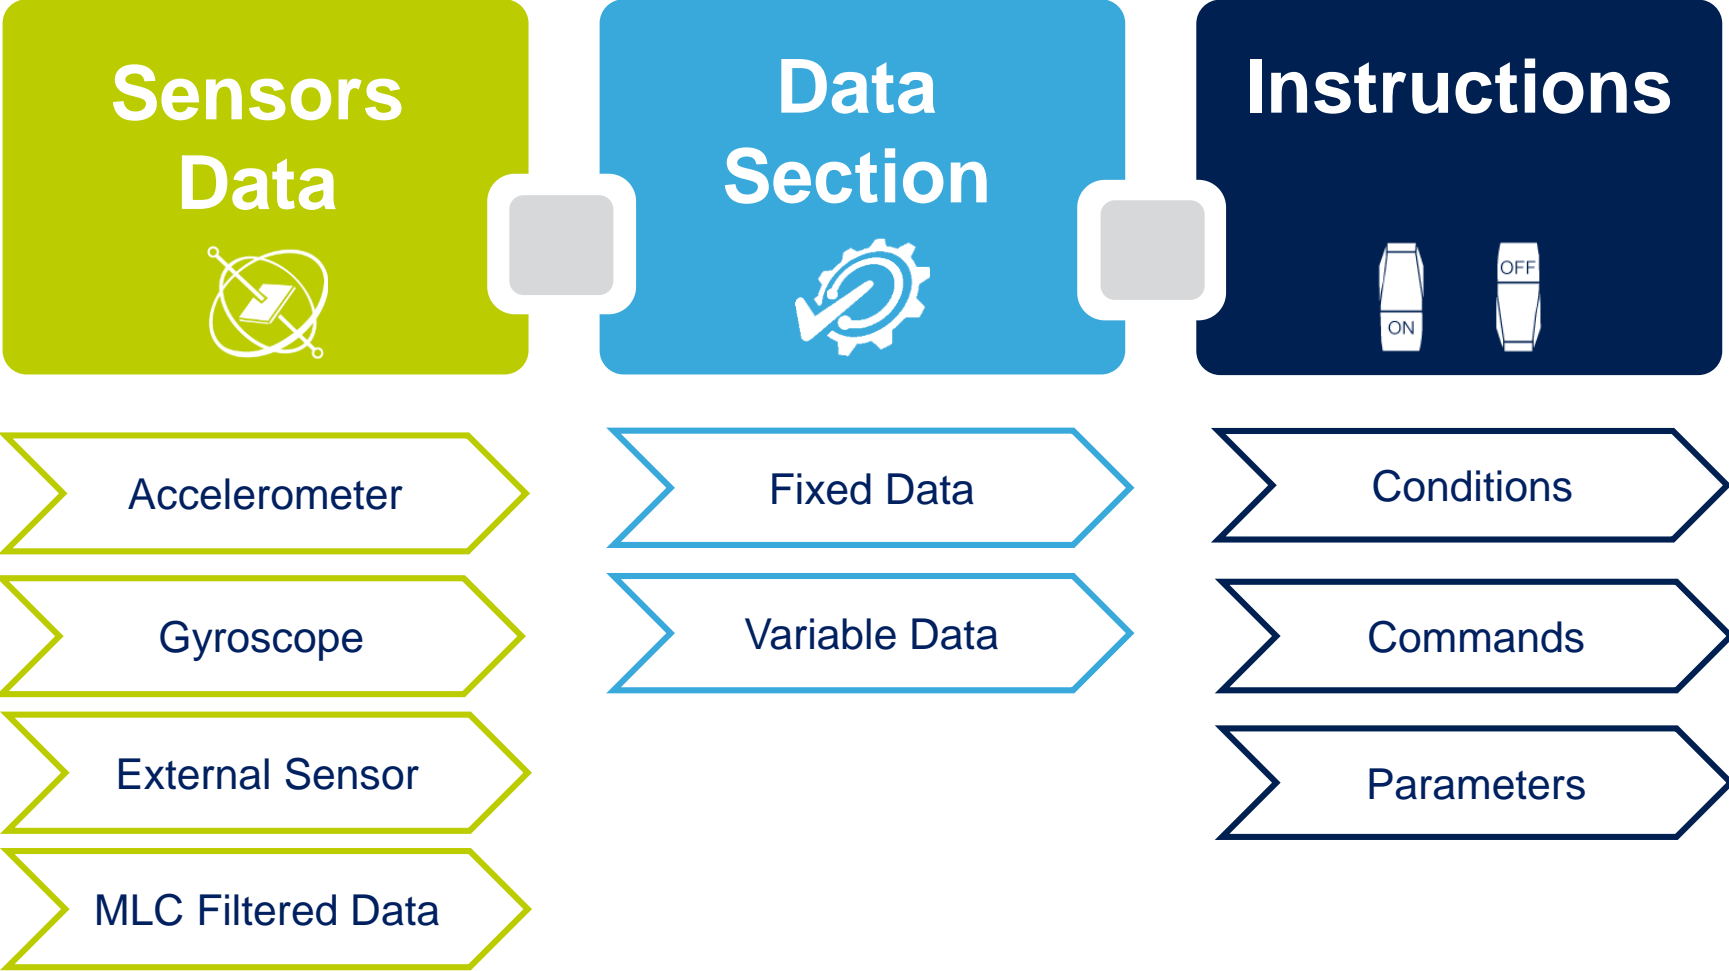 Sensors
Data
Accelerometer
Gyroscope
External Sensor
MLC Filtered Data
Data
Section
Fixed Data
Variable Data
Instructions
ON
OFF
Conditions
Commands
Parameters